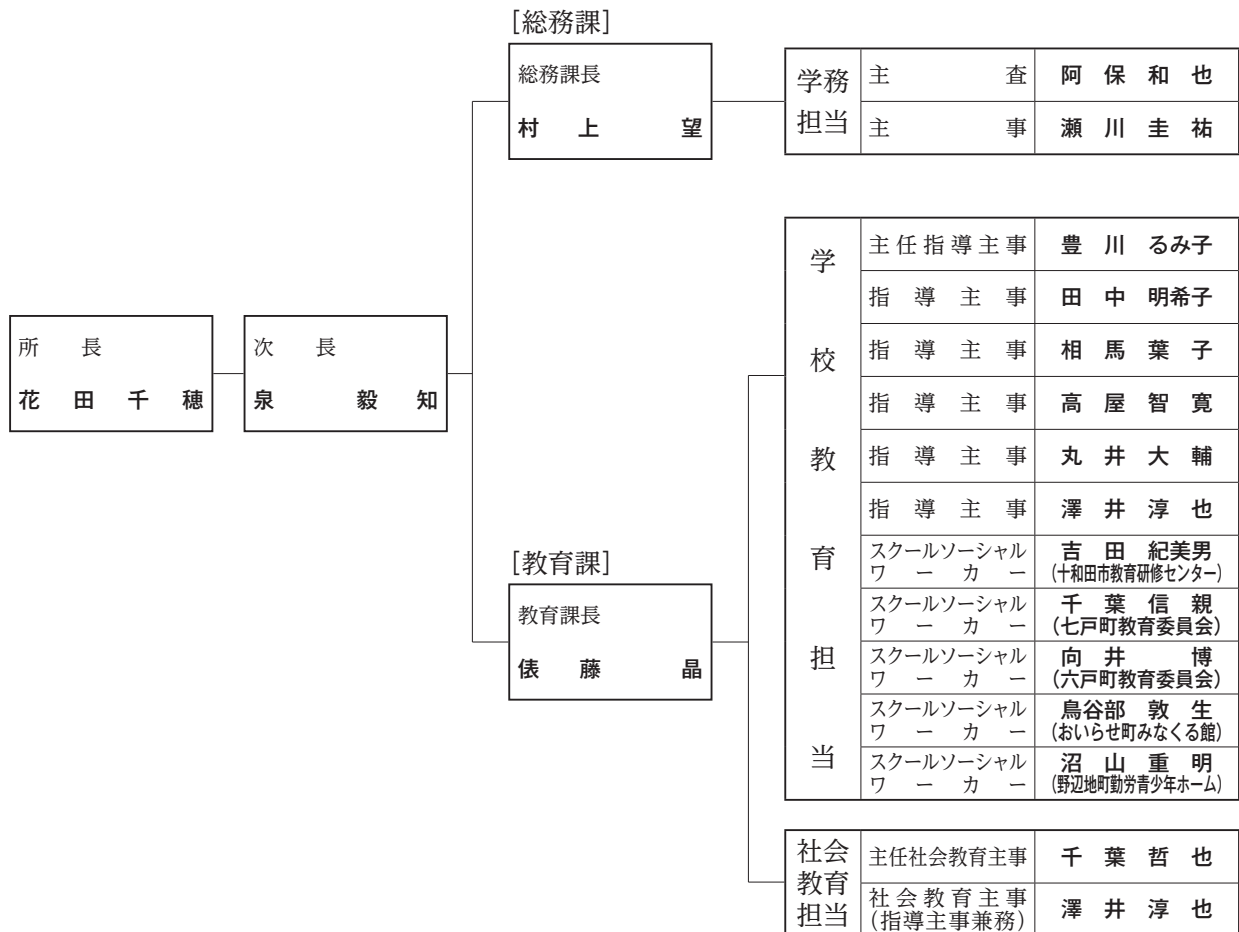 [総務課]
総務課長
村上望
学務担当
主査 阿保和也
主事 瀬川圭祐
所長
花田千穂
次長
泉毅知
[教育課]
教育課長
俵藤晶
学校教育担当
主任指導主事 豊川るみ子
指導主事 田中明希子
指導主事 相馬葉子
指導主事 高屋智寛
指導主事 丸井大輔
指導主事 澤井淳也
スクールソーシャルワーカー 吉田紀美男
(十和田市教育研修センター)
スクールソーシャルワーカー 千葉信親
(七戸町教育委員会)
スクールソーシャルワーカー 向井博
(六戸町教育委員会)
スクールソーシャルワーカー 鳥谷部敦生
(おいらせ町みなくる館)
スクールソーシャルワーカー 沼山重明
(野辺地町勤労青少年ホーム)
社会教育担当
主任社会教育主事 千葉哲也
社会教育主事
(指導主事兼務) 澤井淳也